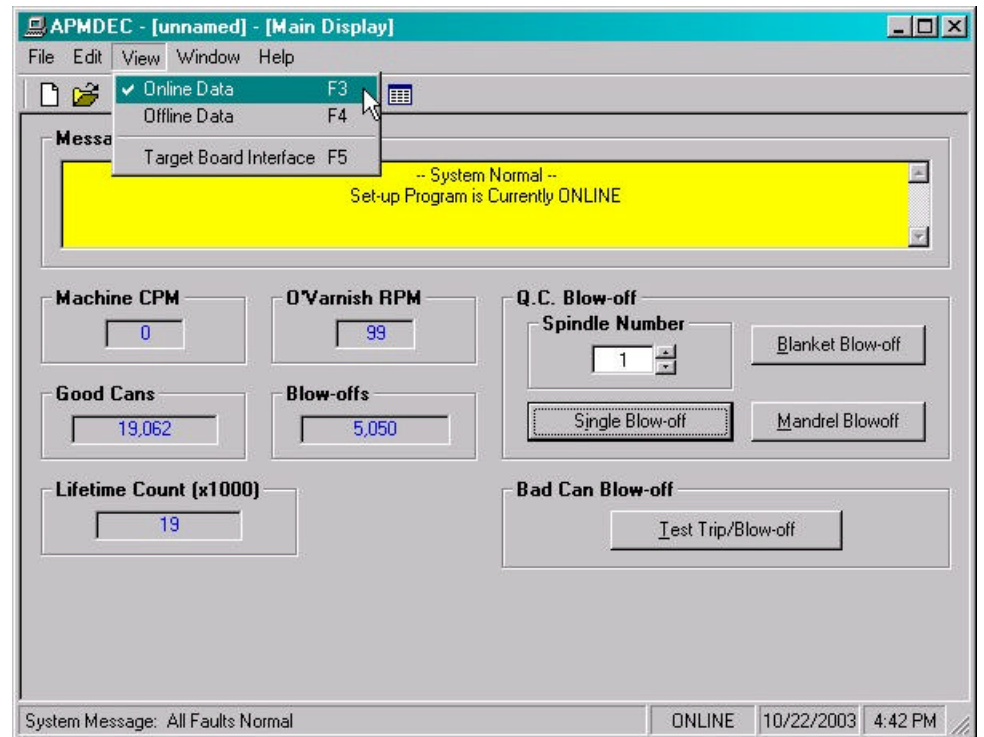 APMDEC - [unnamed] - [Main Display]
File Edit View Window Help
Online Data F3
Offline Data F4
Target Board Interface F5
Messa
-- System Normal --
Set-up Program is Currently ONLINE
Machine CPM
0
O'Varnish RPM
99
Good Cans
19,062
Blow-offs
5,050
Lifetime Count (x1000)
19
Q.C. Blow-off
Spindle Number
1
Blanket Blow-off
Single Blow-off
Mandrel Blowoff
Bad Can Blow-off
Test Trip/Blow-off
System Message: All Faults Normal
ONLINE
10/22/2003
4:42 PM